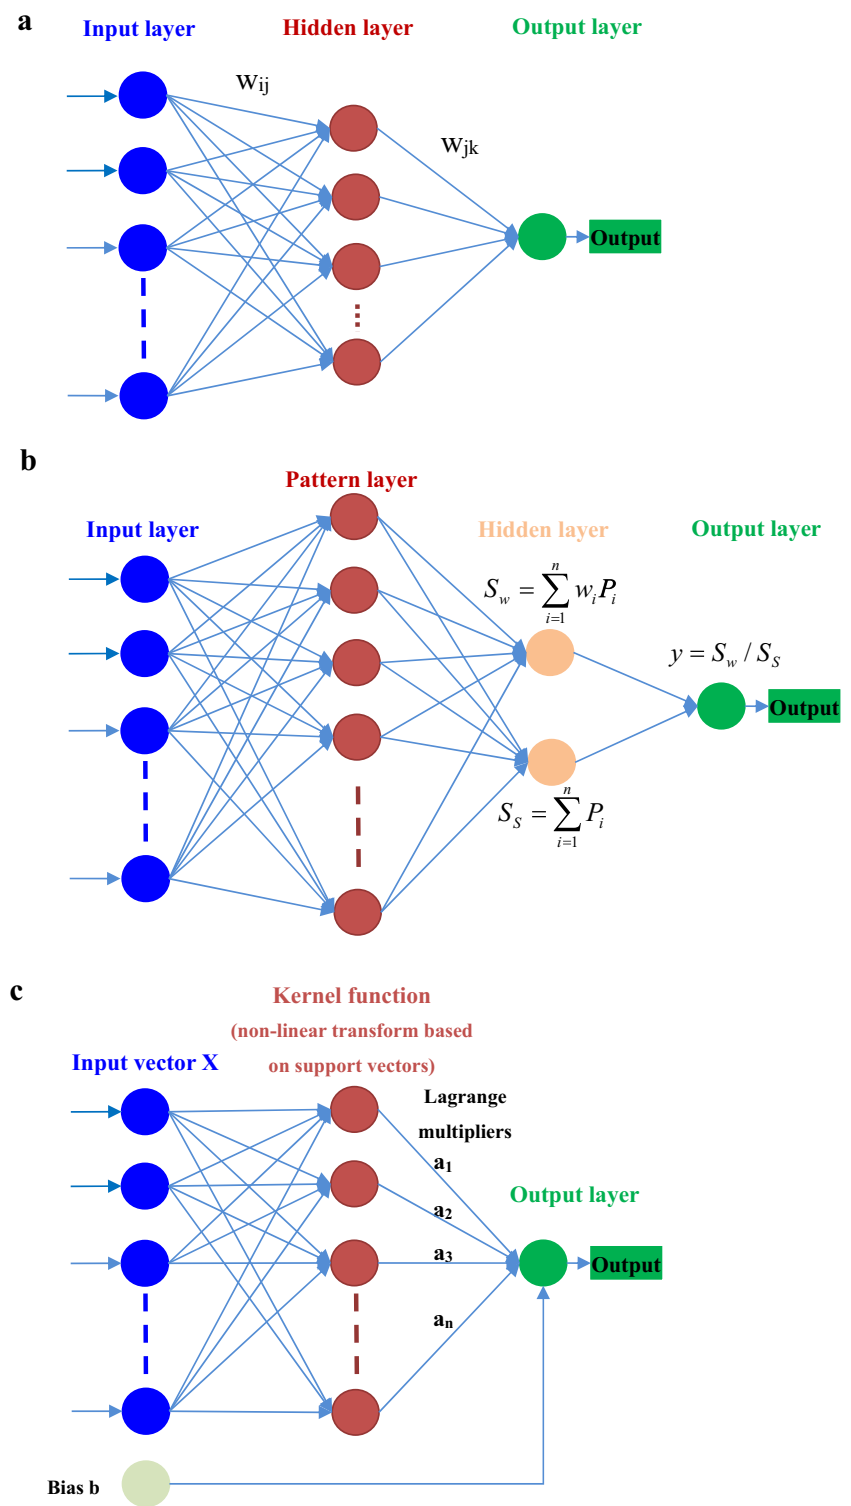 a
Input layer
Hidden layer
Output layer
wij
wjk
Output
b
Pattern layer
Input layer
Hidden layer
Output layer
S_w = \sum_{i=1}^{n} w_i P_i
y = S_w / S_S
Output
S_S = \sum_{i=1}^{n} P_i
c
Kernel function
(non-linear transform based
on support vectors)
Input vector X
Lagrange
multipliers
a1
Output layer
a2
a3
Output
an
Bias b